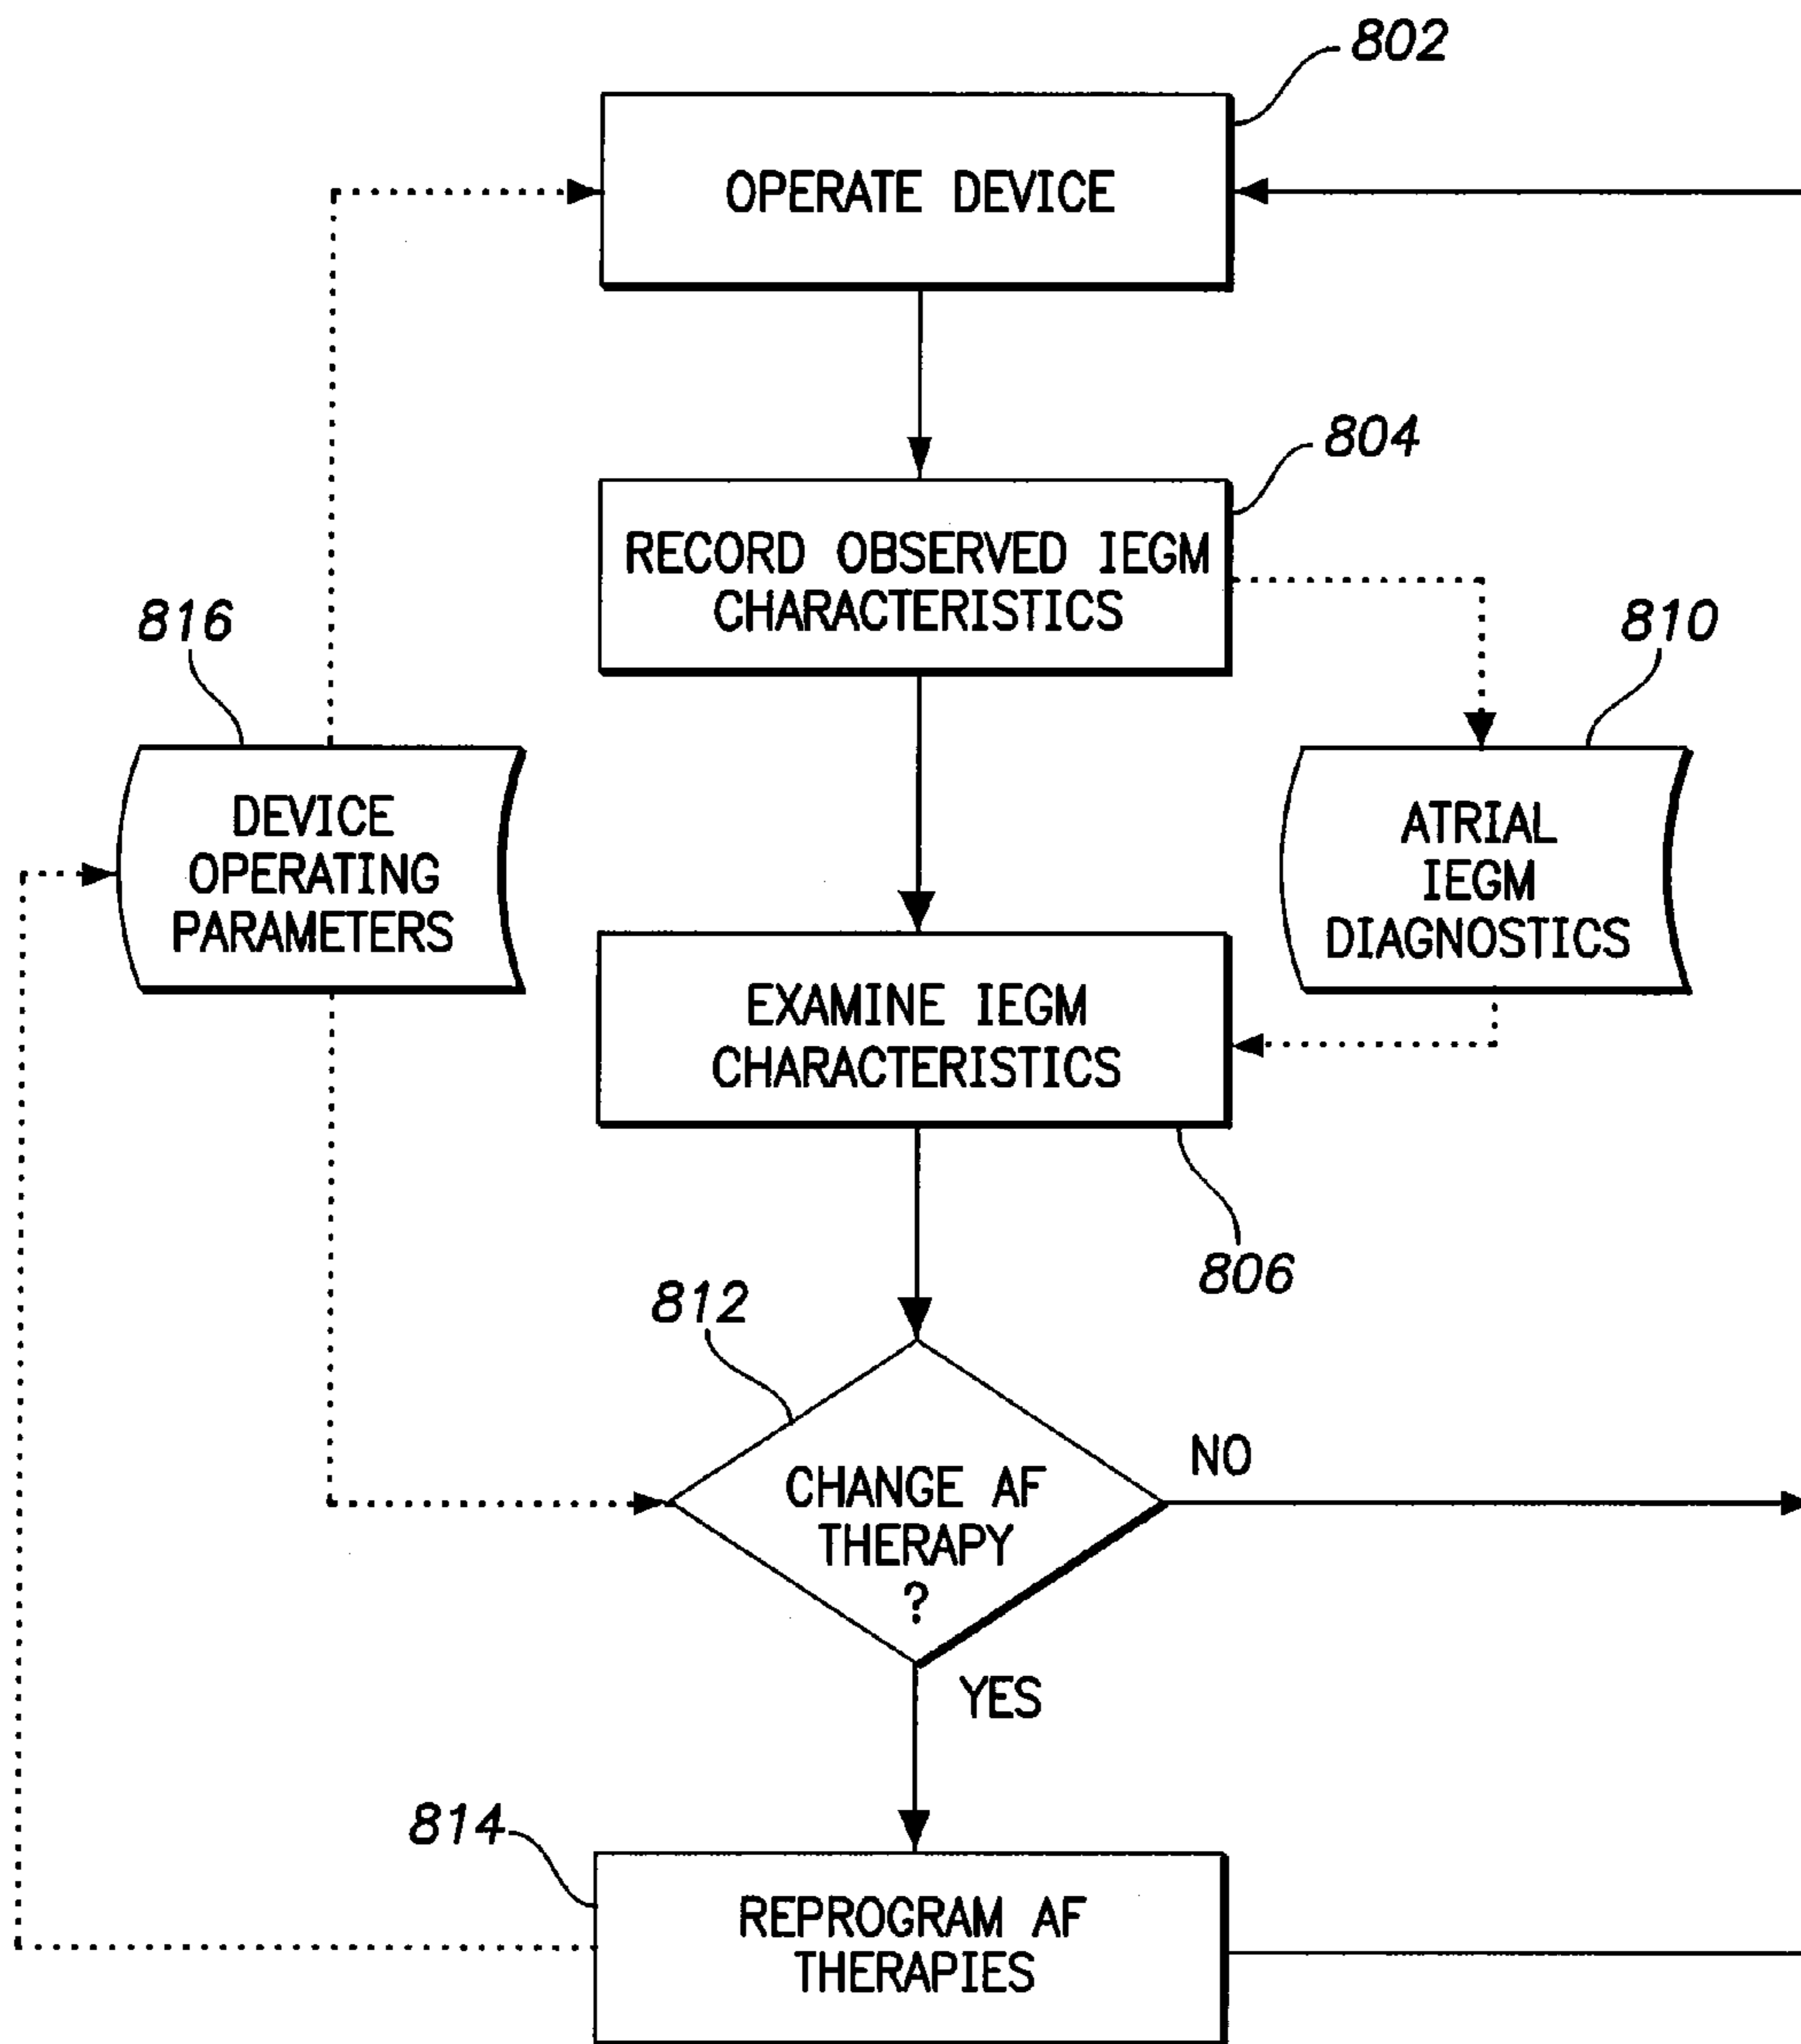 802
OPERATE DEVICE
804
RECORD OBSERVED IEGM
CHARACTERISTICS
816
810
DEVICE
OPERATING
PARAMETERS
ATRIAL
IEGM
DIAGNOSTICS
EXAMINE IEGM
CHARACTERISTICS
806
812
CHANGE AF
THERAPY
?
NO
YES
814
REPROGRAM AF
THERAPIES